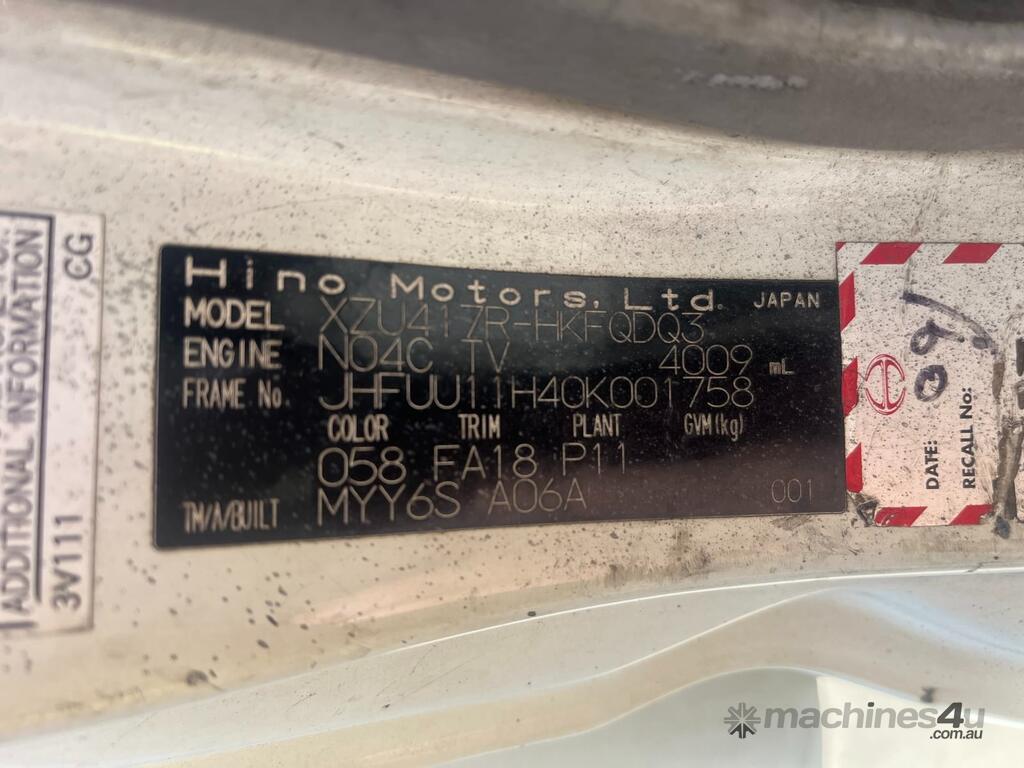 Hino Motors, Ltd. JAPAN
MODEL XZU417R-HKFQDQ3
ENGINE N04C TV 4009 mL
FRAME No. JHFUU11H40K001758
COLOR TRIM PLANT GVM(kg)
058 FA18 P11
TM/A/BUILT MYY6S A06A 001
ADDITIONAL INFORMATION
3V111 CG
DATE:
RECALL No:
machines4u
.com.au